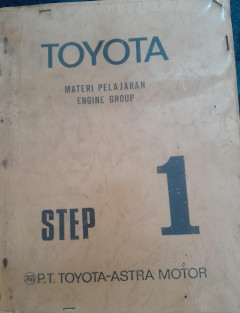 TOYOTA
MATERI PELAJARAN
ENGINE GROUP
STEP 1
P.T. TOYOTA-ASTRA MOTOR